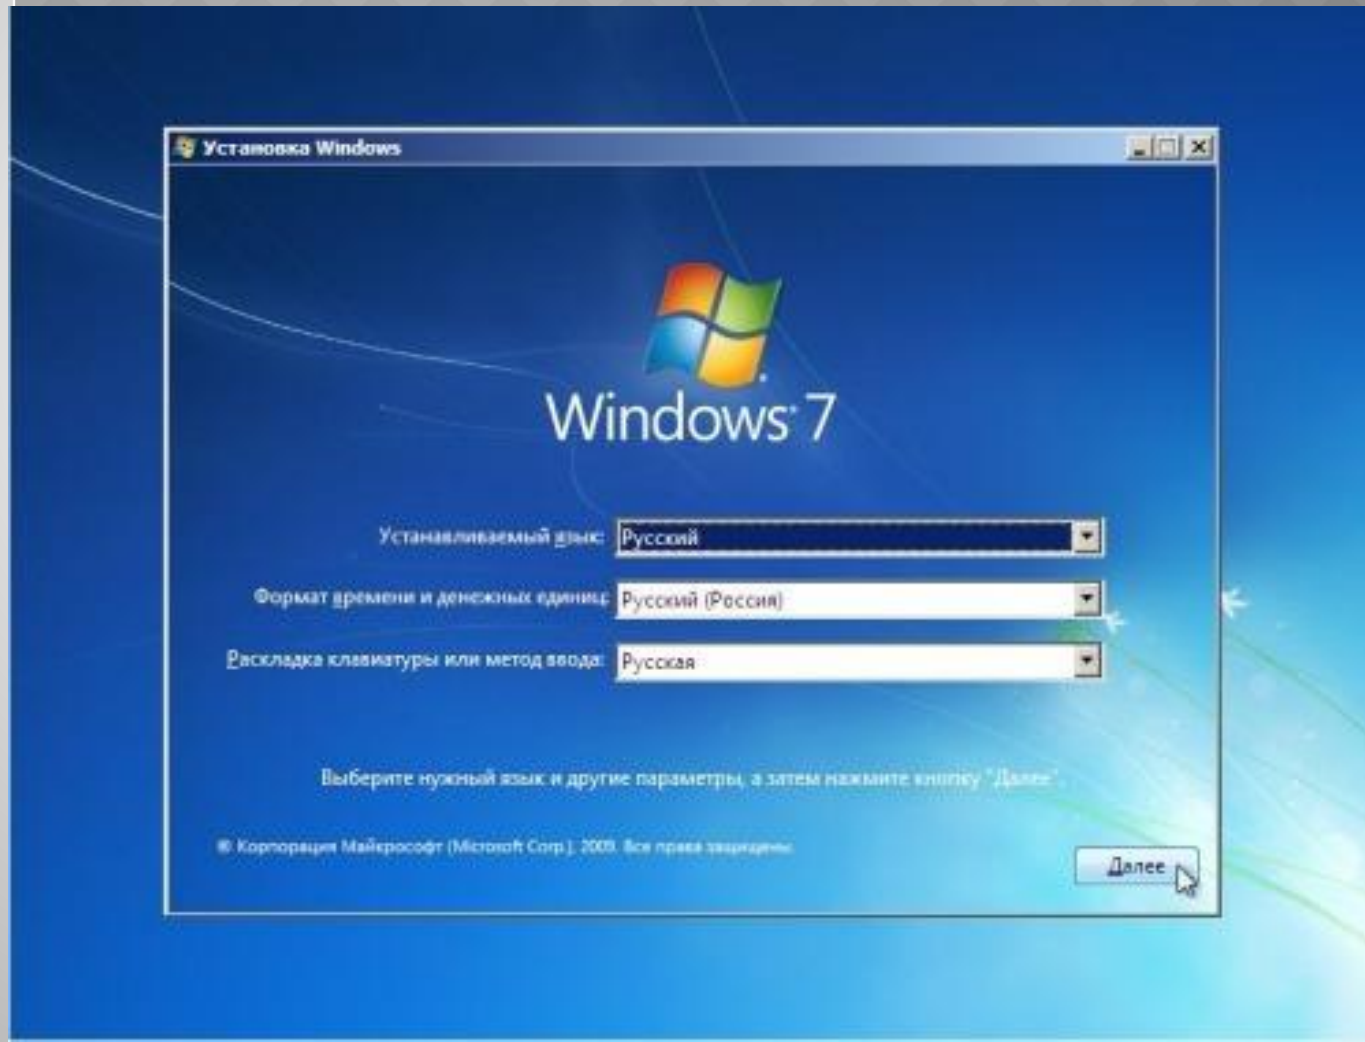 Установка Windows
Windows 7
Устанавливаемый язык: Русский
Формат времени и денежных единиц: Русский (Россия)
Раскладка клавиатуры или метод ввода: Русская
Выберите нужный язык и другие параметры, а затем нажмите кнопку "Далее".
© Корпорация Майкрософт (Microsoft Corp.), 2009. Все права защищены.
Далее